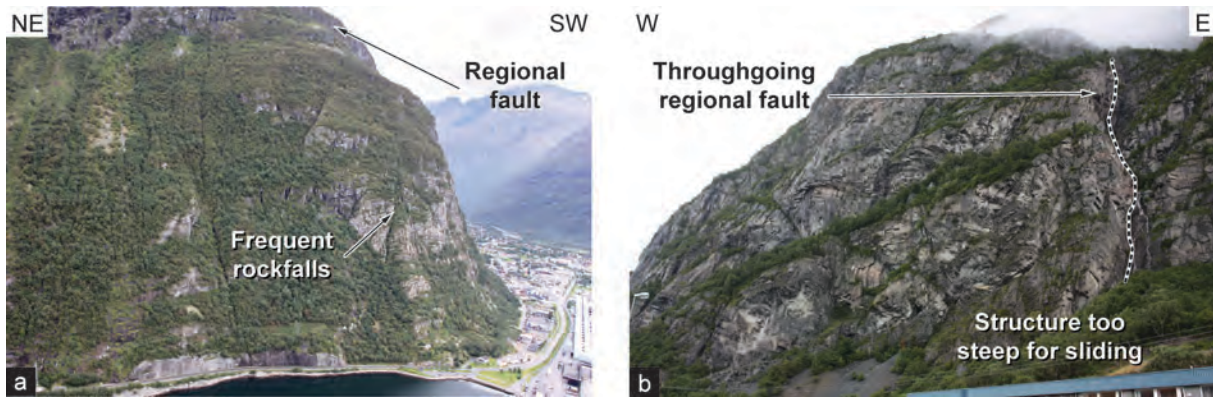 NE
SW
Regional
fault
Frequent
rockfalls
a
W
E
Throughgoing
regional fault
Structure too
steep for sliding
b